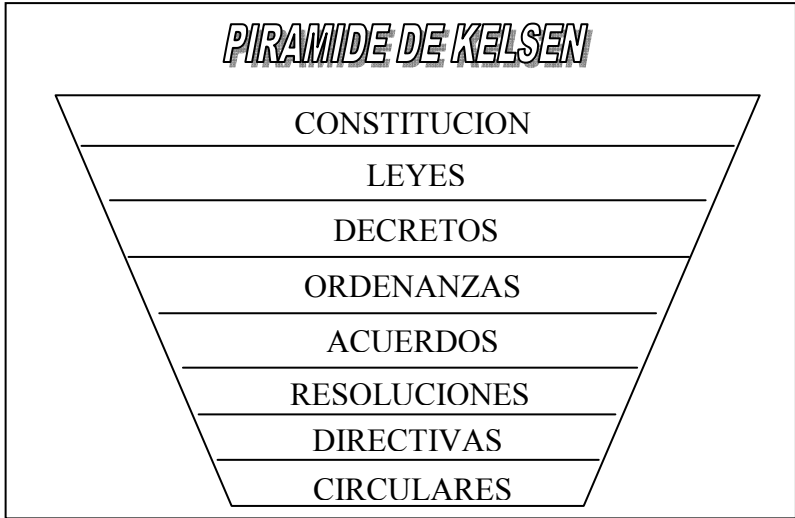 PIRAMIDE DE KELSEN
CONSTITUCION
LEYES
DECRETOS
ORDENANZAS
ACUERDOS
RESOLUCIONES
DIRECTIVAS
CIRCULARES